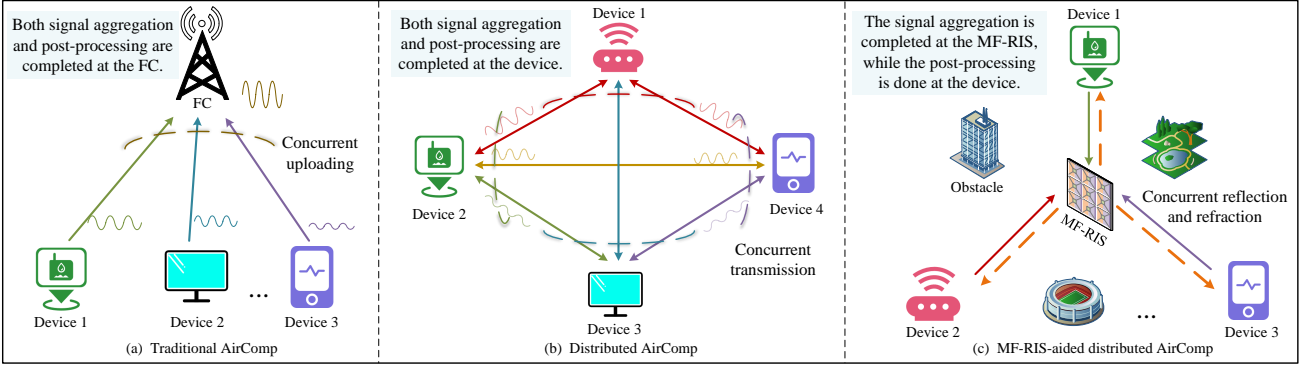 Both signal aggregation
and post-processing are
completed at the FC.
FC
Concurrent
uploading
Device 1
Device 2
...
Device 3
(a) Traditional AirComp
Both signal aggregation
and post-processing are
completed at the device.
Device 1
Device 2
Device 4
Concurrent
transmission
Device 3
(b) Distributed AirComp
The signal aggregation is
completed at the MF-RIS,
while the post-processing
is done at the device.
Device 1
Obstacle
MF-RIS
Concurrent reflection
and refraction
Device 2
...
Device 3
(c) MF-RIS-aided distributed AirComp